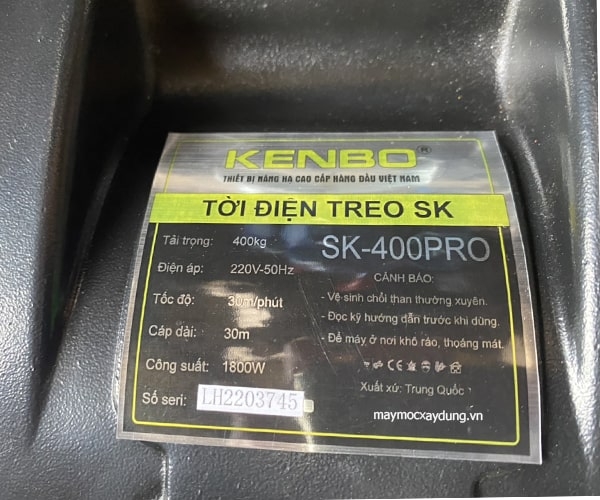 KENBO®
THIẾT BỊ NÂNG HẠ CAO CẤP HÀNG ĐẦU VIỆT NAM
TỜI ĐIỆN TREO SK
SK-400PRO
Tải trọng: 400kg
Điện áp: 220V-50Hz
Tốc độ: 30m/phút
Cáp dài: 30m
Công suất: 1800W
Số seri: LH2203745
CẢNH BÁO:
- Vệ sinh chổi than thường xuyên.
- Đọc kỹ hướng dẫn trước khi dùng.
- Để máy ở nơi khô ráo, thoáng mát.
CE
Xuất xứ: Trung Quốc
maymocxaydung.vn